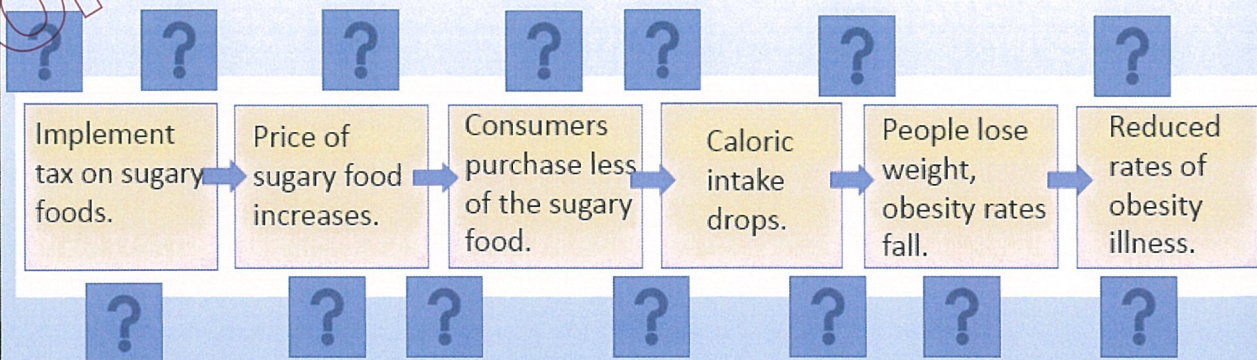 Implement
tax on sugary
foods.
Price of
sugary food
increases.
Consumers
purchase less
of the sugary
food.
Caloric
intake
drops.
People lose
weight,
obesity rates
fall.
Reduced
rates of
obesity
illness.
?
?
?
?
?
?
?
?
?
?
?
?
?
?